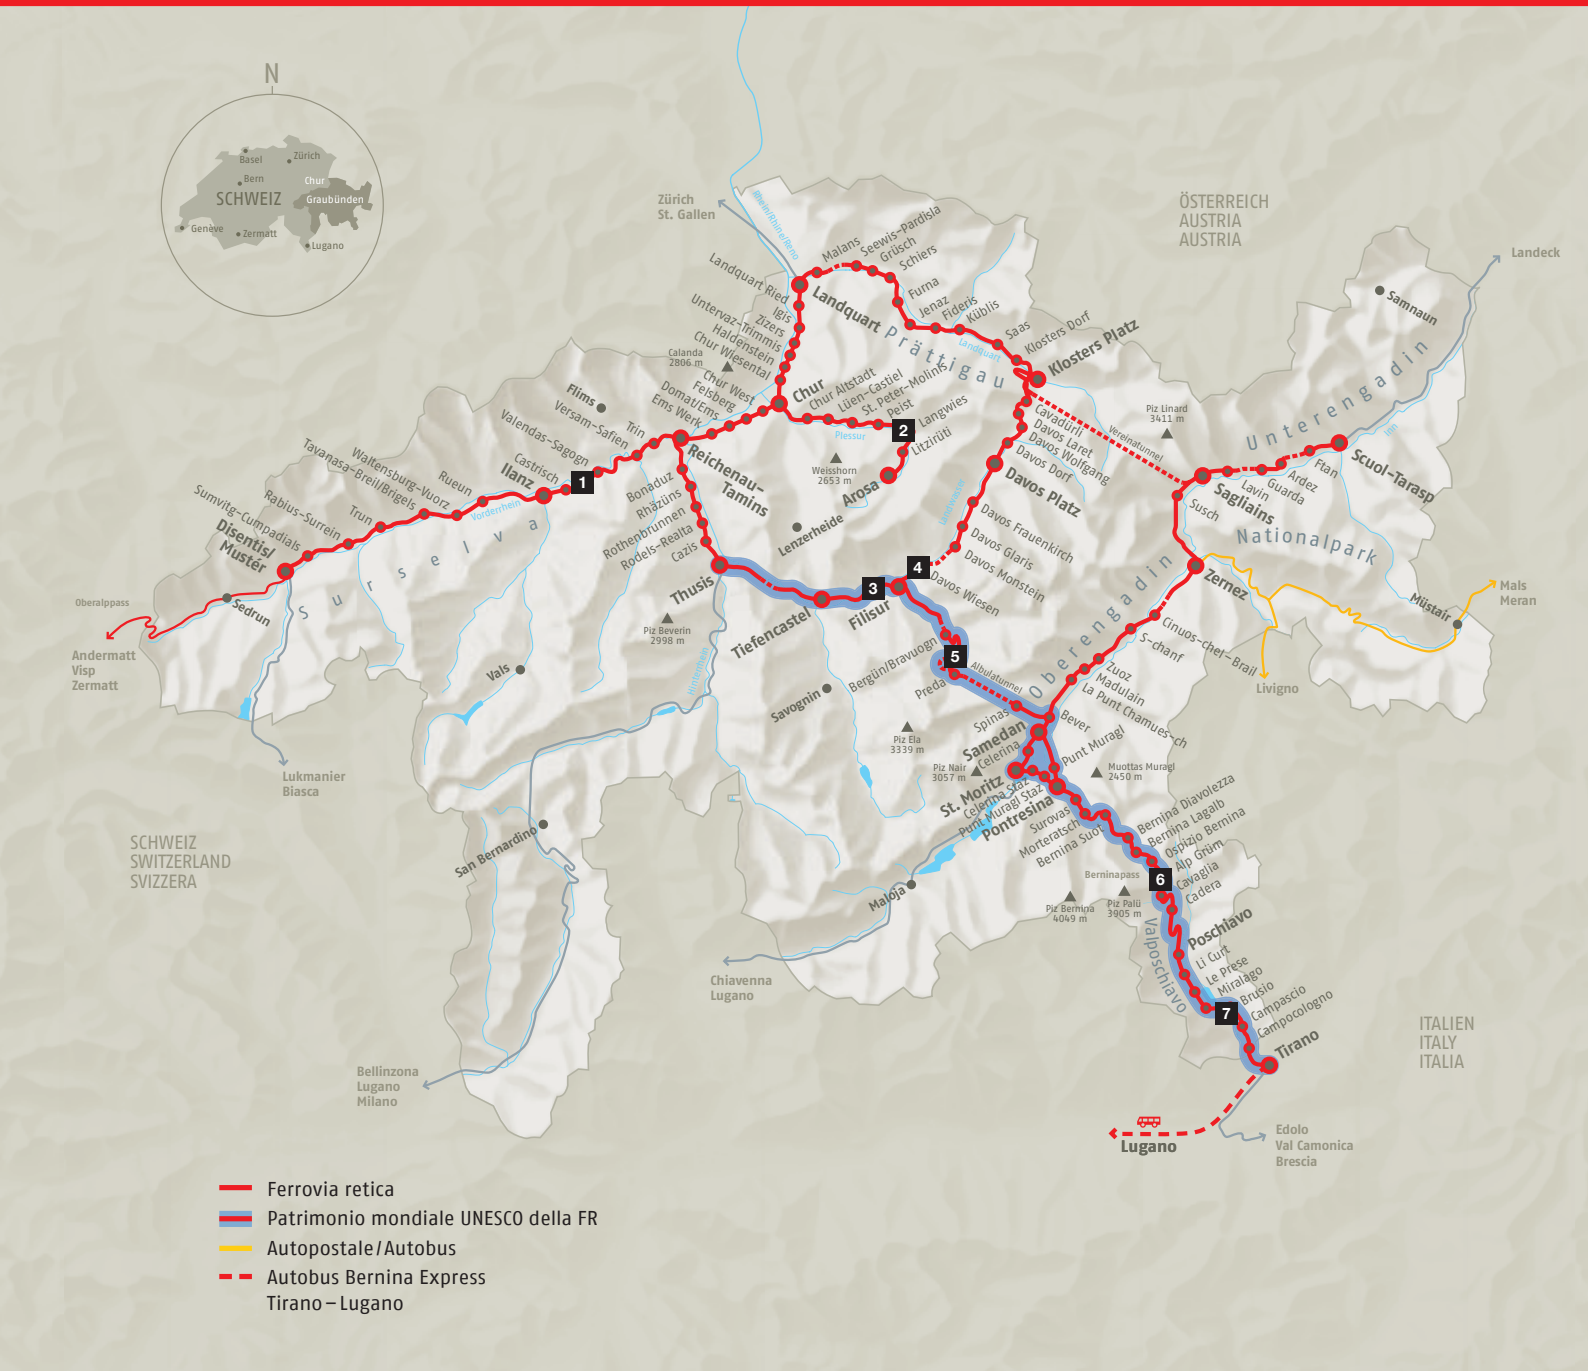 N
Basel
Zürich
Bern
Chur
SCHWEIZ
Graubünden
Genève
Zermatt
Lugano
Zürich
St. Gallen
Rhein/Rhine/Reno
ÖSTERREICH
AUSTRIA
AUSTRIA
Landeck
Samnaun
Malans
Seewis-Pardisla
Grüsch
Schiers
Landquart Ried
Landquart
Furna
Jenaz
Fideris
Küblis
Saas
Klosters Dorf
Klosters Platz
Landquart
Prättigau
Igis
Zizers
Untervaz-Trimmis
Haldenstein
Chur Wiesental
Calanda
2806 m
Chur West
Felsberg
Domat/Ems
Ems Werk
Chur
Chur Altstadt
Lüen-Castiel
St. Peter-Molinis
Peist
2
Langwies
Litzirüti
Arosa
Plessur
Weisshorn
2653 m
Lenzerheide
Flims
Trin
Versam-Safien
Valendas-Sagogn
Castrisch
1
Ilanz
Rueun
Waltensburg-Vuorz
Tavanasa-Breil/Brigels
Trun
Rabius-Surrein
Sumvitg-Cumpadials
Disentis/
Mustér
Vorderrhein
Surselva
Reichenau-
Tamins
Bonaduz
Rhäzüns
Rothenbrunnen
Rodels-Realta
Cazis
Thusis
Cavadürli
Davos Laret
Davos Wolfgang
Davos Dorf
Davos Platz
Davos Frauenkirch
Davos Glaris
Davos Monstein
Davos Wiesen
Landwasser
Vereinatunnel
Piz Linard
3411 m
Unterengadin
Inn
Scuol-Tarasp
Ftan
Ardez
Guarda
Lavin
Sagliains
Susch
Nationalpark
Zernez
Mals
Meran
Müstair
Livigno
Oberengadin
Cinuos-chel-Brail
S-chanf
Zuoz
Madulain
La Punt Chamues-ch
Bever
Oberalppass
Sedrun
Andermatt
Visp
Zermatt
Vals
Piz Beverin
2998 m
Hinterrhein
Tiefencastel
3
4
Filisur
Bergün/Bravuogn
5
Preda
Albulatunnel
Spinas
Samedan
Celerina
St. Moritz
Celerina Staz
Punt Muragl Staz
Punt Muragl
Pontresina
Savognin
Piz Ela
3339 m
Piz Nair
3057 m
Muottas Muragl
2450 m
Surovas
Morteratsch
Bernina Suot
Bernina Diavolezza
Bernina Lagalb
Ospizio Bernina
Alp Grüm
Cavaglia
Cadera
6
Berninapass
Piz Bernina
4049 m
Piz Palü
3905 m
Poschiavo
Valposchiavo
Li Curt
Le Prese
Miralago
Brusio
7
Campascio
Campocologno
Tirano
Lukmanier
Biasca
SCHWEIZ
SWITZERLAND
SVIZZERA
San Bernardino
Maloja
Chiavenna
Lugano
Bellinzona
Lugano
Milano
ITALIEN
ITALY
ITALIA
Lugano
Edolo
Val Camonica
Brescia
Ferrovia retica
Patrimonio mondiale UNESCO della FR
Autopostale/Autobus
Autobus Bernina Express
Tirano – Lugano